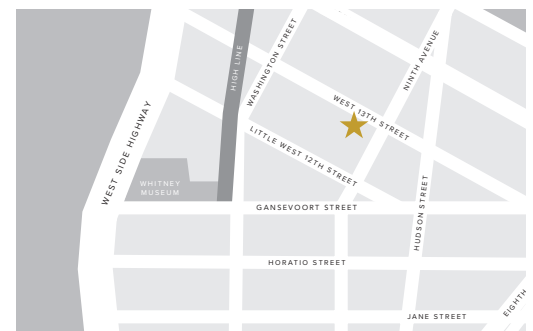 HIGH LINE
WASHINGTON STREET
NINTH AVENUE
WEST 13TH STREET
WEST SIDE HIGHWAY
LITTLE WEST 12TH STREET
WHITNEY
MUSEUM
GANSEVOORT STREET
HUDSON STREET
HORATIO STREET
EIGHTH
JANE STREET